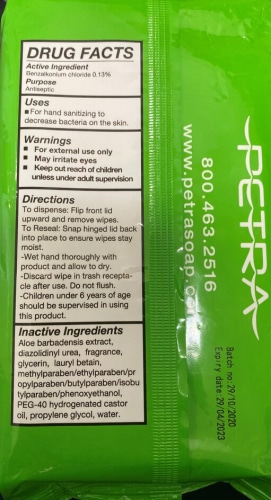 DRUG FACTS
Active Ingredient
Benzalkonium chloride 0.13%
Purpose
Antiseptic
Uses
■ For hand sanitizing to
decrease bacteria on the skin.
Warnings
■ For external use only
■ May irritate eyes
■ Keep out reach of children
unless under adult supervision
Directions
To dispense: Flip front lid
upward and remove wipes.
To Reseal: Snap hinged lid back
into place to ensure wipes stay
moist.
-Wet hand thoroughly with
product and allow to dry.
-Discard wipe in trash recepta-
cle after use. Do not flush.
-Children under 6 years of age
should be supervised in using
this product.
Inactive Ingredients
Aloe barbadensis extract,
diazolidinyl urea, fragrance,
glycerin, lauryl betain,
methylparaben/ethylparaben/pr
opylparaben/butylparaben/isobu
tylparaben/phenoxyethanol,
PEG-40 hydrogenated castor
oil, propylene glycol, water.
PETRA
800.463.2516
www.petrasoap.com
Batch no:29/10/2020
Expiry date:29/04/2023